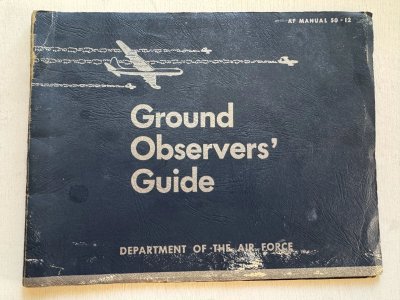 AF MANUAL 50-12
Ground
Observers'
Guide
DEPARTMENT OF THE AIR FORCE